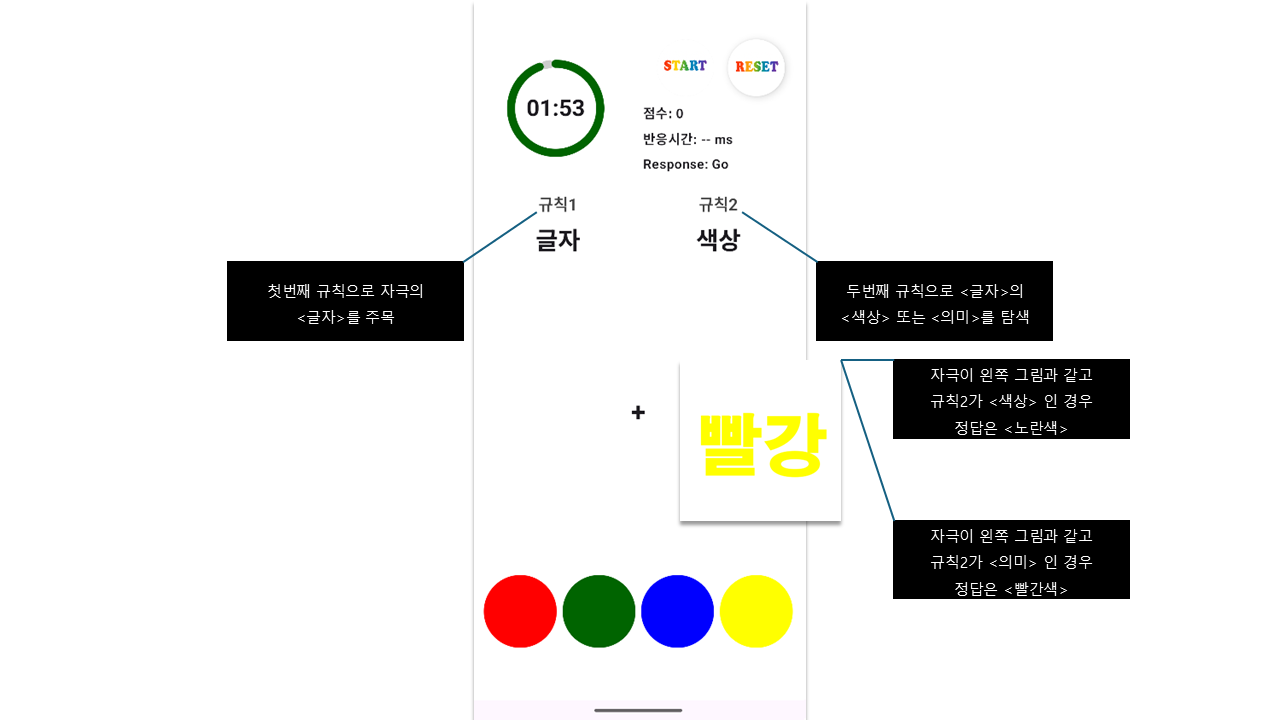 START
RESET
01:53
점수: 0
반응시간: -- ms
Response: Go
규칙1
규칙2
글자
색상
첫번째 규칙으로 자극의
<글자>를 주목
두번째 규칙으로 <글자>의
<색상> 또는 <의미>를 탐색
자극이 왼쪽 그림과 같고
규칙2가 <색상> 인 경우
정답은 <노란색>
+
빨강
자극이 왼쪽 그림과 같고
규칙2가 <의미> 인 경우
정답은 <빨간색>